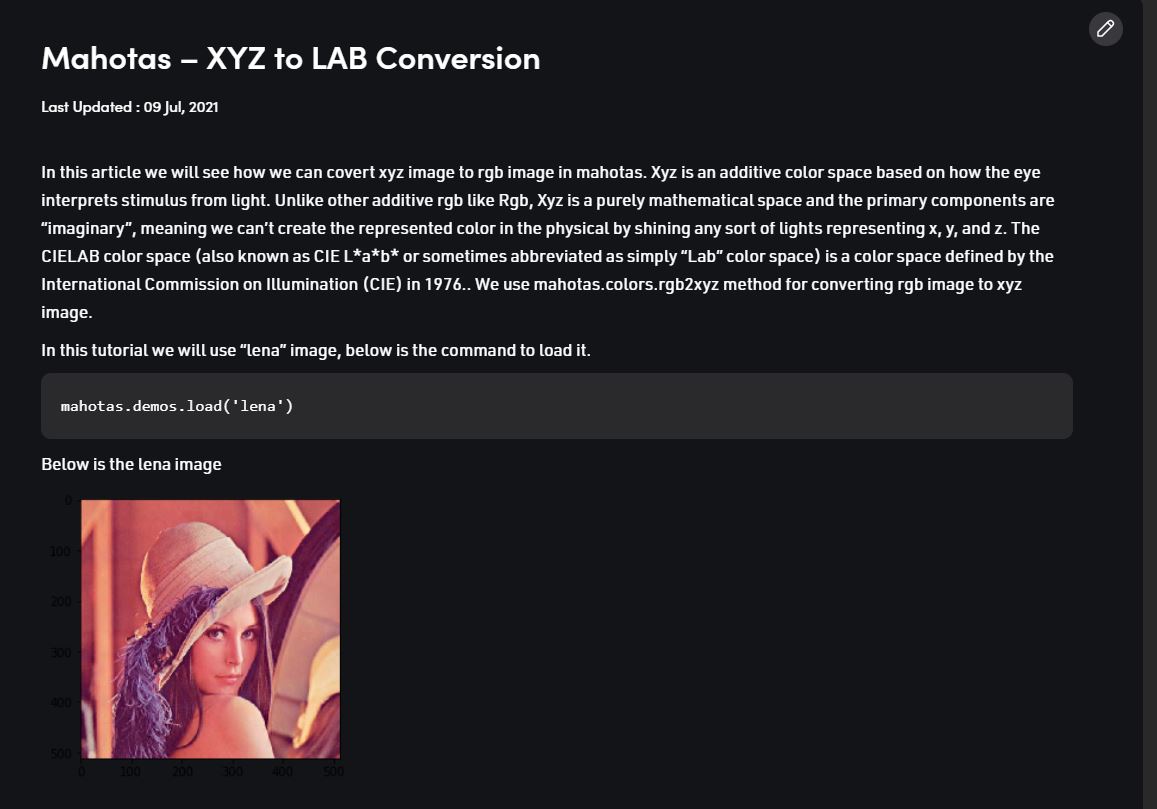 Mahotas – XYZ to LAB Conversion
Last Updated : 09 Jul, 2021
In this article we will see how we can covert xyz image to rgb image in mahotas. Xyz is an additive color space based on how the eye
interprets stimulus from light. Unlike other additive rgb like Rgb, Xyz is a purely mathematical space and the primary components are
“imaginary”, meaning we can’t create the represented color in the physical by shining any sort of lights representing x, y, and z. The
CIELAB color space (also known as CIE L*a*b* or sometimes abbreviated as simply “Lab” color space) is a color space defined by the
International Commission on Illumination (CIE) in 1976.. We use mahotas.colors.rgb2xyz method for converting rgb image to xyz
image.
In this tutorial we will use “lena” image, below is the command to load it.
mahotas.demos.load('lena')
Below is the lena image
0
100
200
300
400
500
0 100 200 300 400 500